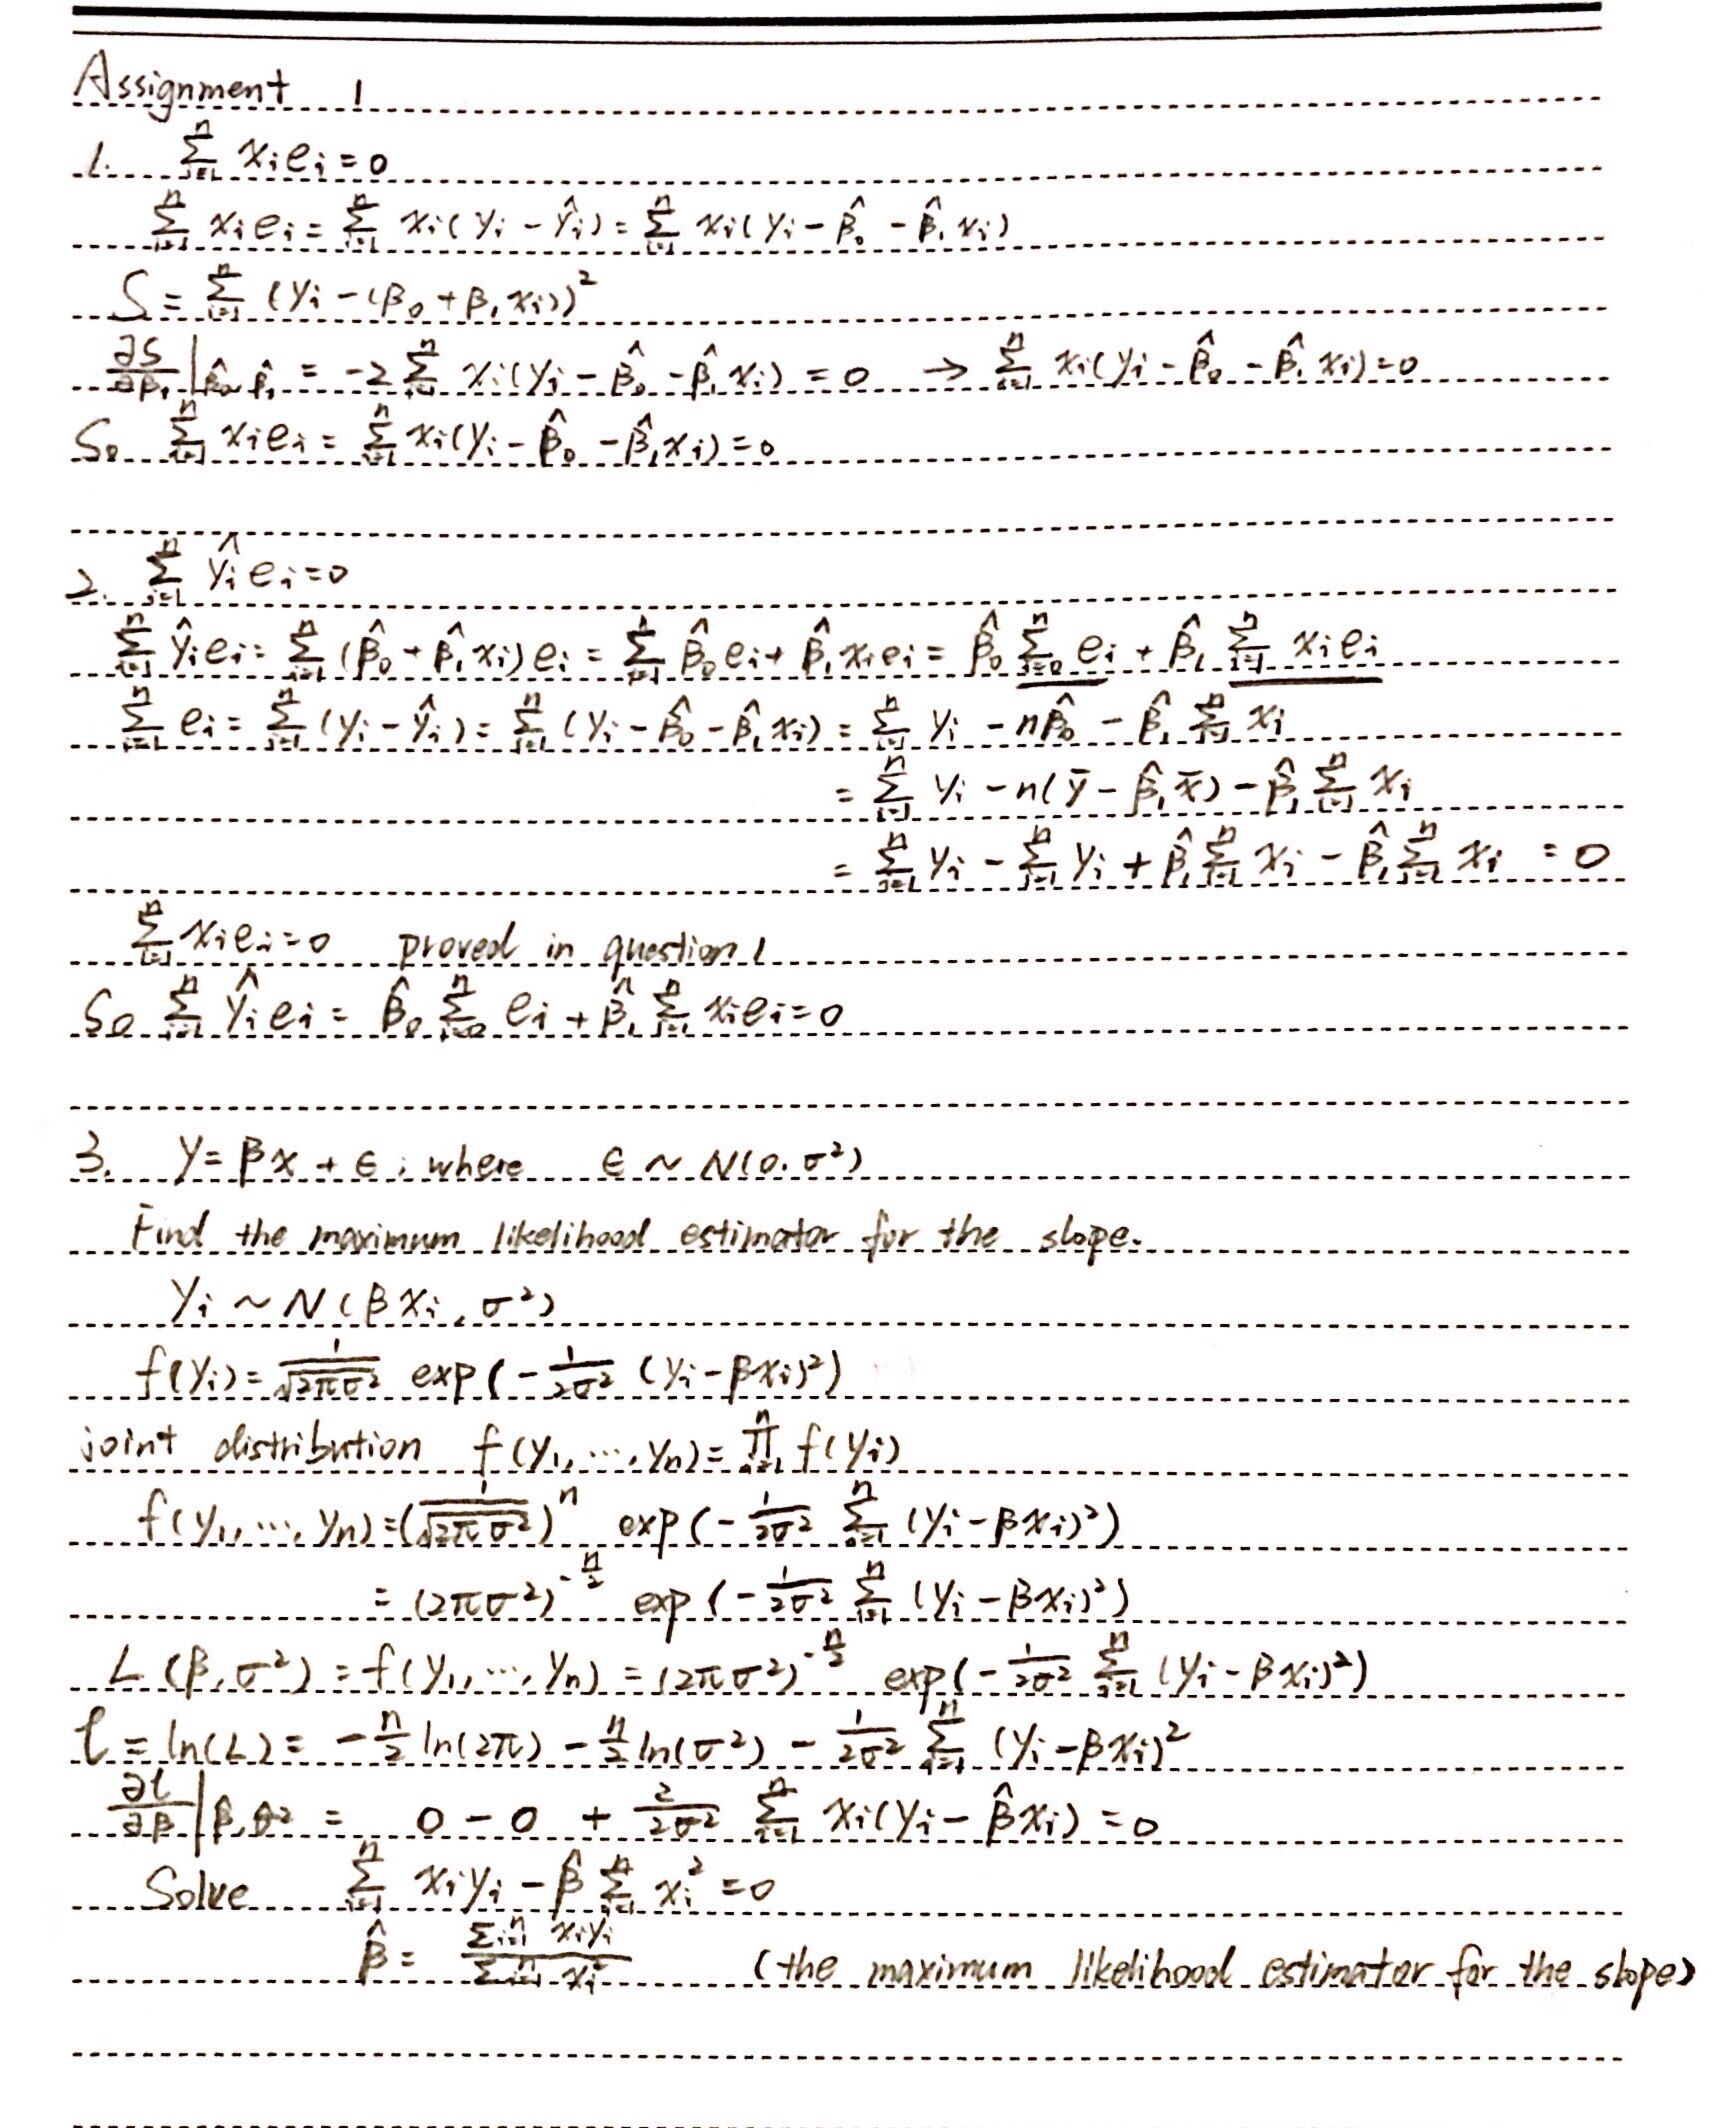 Assignment 1
1. $\sum_{i=1}^{n} x_i e_i = 0$
$\sum_{i=1}^{n} x_i e_i = \sum_{i=1}^{n} x_i (y_i - \hat{y}_i) = \sum_{i=1}^{n} x_i (y_i - \hat{\beta}_0 - \hat{\beta}_1 x_i)$
$S = \sum_{i=1}^{n} (y_i - (\beta_0 + \beta_1 x_i))^2$
$\frac{\partial S}{\partial \beta_1} |_{\hat{\beta}_0, \hat{\beta}_1} = -2 \sum_{i=1}^{n} x_i (y_i - \hat{\beta}_0 - \hat{\beta}_1 x_i) = 0 \rightarrow \sum_{i=1}^{n} x_i (y_i - \hat{\beta}_0 - \hat{\beta}_1 x_i) = 0$
So $\sum_{i=1}^{n} x_i e_i = \sum_{i=1}^{n} x_i (y_i - \hat{\beta}_0 - \hat{\beta}_1 x_i) = 0$
2. $\sum_{i=1}^{n} \hat{y}_i e_i = 0$
$\sum_{i=1}^{n} \hat{y}_i e_i = \sum_{i=1}^{n} (\hat{\beta}_0 + \hat{\beta}_1 x_i) e_i = \sum_{i=1}^{n} \hat{\beta}_0 e_i + \hat{\beta}_1 x_i e_i = \hat{\beta}_0 \sum_{i=0}^{n} e_i + \hat{\beta}_1 \sum_{i=1}^{n} x_i e_i$
$\sum_{i=1}^{n} e_i = \sum_{i=1}^{n} (y_i - \hat{y}_i) = \sum_{i=1}^{n} (y_i - \hat{\beta}_0 - \hat{\beta}_1 x_i) = \sum_{i=1}^{n} y_i - n\hat{\beta}_0 - \hat{\beta}_1 \sum_{i=1}^{n} x_i$
$= \sum_{i=1}^{n} y_i - n(\bar{y} - \hat{\beta}_1 \bar{x}) - \hat{\beta}_1 \sum_{i=1}^{n} x_i$
$= \sum_{i=1}^{n} y_i - \sum_{i=1}^{n} y_i + \hat{\beta}_1 \sum_{i=1}^{n} x_i - \hat{\beta}_1 \sum_{i=1}^{n} x_i = 0$
$\sum_{i=1}^{n} x_i e_i = 0$ proved in question 1
So $\sum_{i=1}^{n} \hat{y}_i e_i = \hat{\beta}_0 \sum_{i=0}^{n} e_i + \hat{\beta}_1 \sum_{i=1}^{n} x_i e_i = 0$
3. $y = \beta x + \epsilon$, where $\epsilon \sim N(0, \sigma^2)$
Find the maximum likelihood estimator for the slope.
$y_i \sim N(\beta x_i, \sigma^2)$
$f(y_i) = \frac{1}{\sqrt{2\pi\sigma^2}} \exp(-\frac{1}{2\sigma^2} (y_i - \beta x_i)^2)$
joint distribution $f(y_1, \cdots, y_n) = \prod_{i=1}^{n} f(y_i)$
$f(y_1, \cdots, y_n) = (\frac{1}{\sqrt{2\pi\sigma^2}})^n \exp(-\frac{1}{2\sigma^2} \sum_{i=1}^{n} (y_i - \beta x_i)^2)$
$= (2\pi\sigma^2)^{-\frac{n}{2}} \exp(-\frac{1}{2\sigma^2} \sum_{i=1}^{n} (y_i - \beta x_i)^2)$
$L(\beta, \sigma^2) = f(y_1, \cdots, y_n) = (2\pi\sigma^2)^{-\frac{n}{2}} \exp(-\frac{1}{2\sigma^2} \sum_{i=1}^{n} (y_i - \beta x_i)^2)$
$l = \ln(L) = -\frac{n}{2} \ln(2\pi) - \frac{n}{2} \ln(\sigma^2) - \frac{1}{2\sigma^2} \sum_{i=1}^{n} (y_i - \beta x_i)^2$
$\frac{\partial l}{\partial \beta} |_{\hat{\beta}, \hat{\sigma}^2} = 0 - 0 + \frac{2}{2\sigma^2} \sum_{i=1}^{n} x_i (y_i - \hat{\beta} x_i) = 0$
Solve $\sum_{i=1}^{n} x_i y_i - \hat{\beta} \sum_{i=1}^{n} x_i^2 = 0$
$\hat{\beta} = \frac{\sum_{i=1}^{n} x_i y_i}{\sum_{i=1}^{n} x_i^2}$ (the maximum likelihood estimator for the slope)